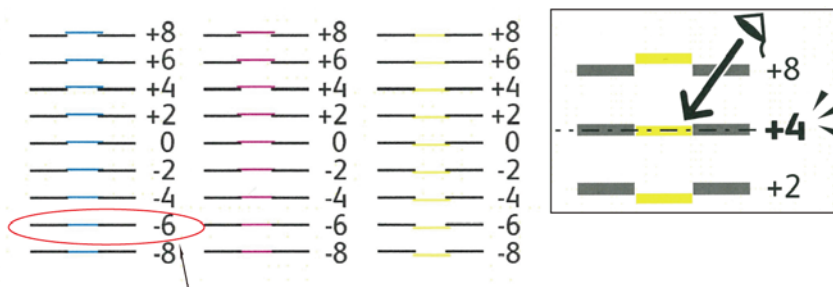 +8 +8 +8
+6 +6 +6
+4 +4 +4
+2 +2 +2
0 0 0
-2 -2 -2
-4 -4 -4
-6 -6 -6
-8 -8 -8
+8
+4
+2